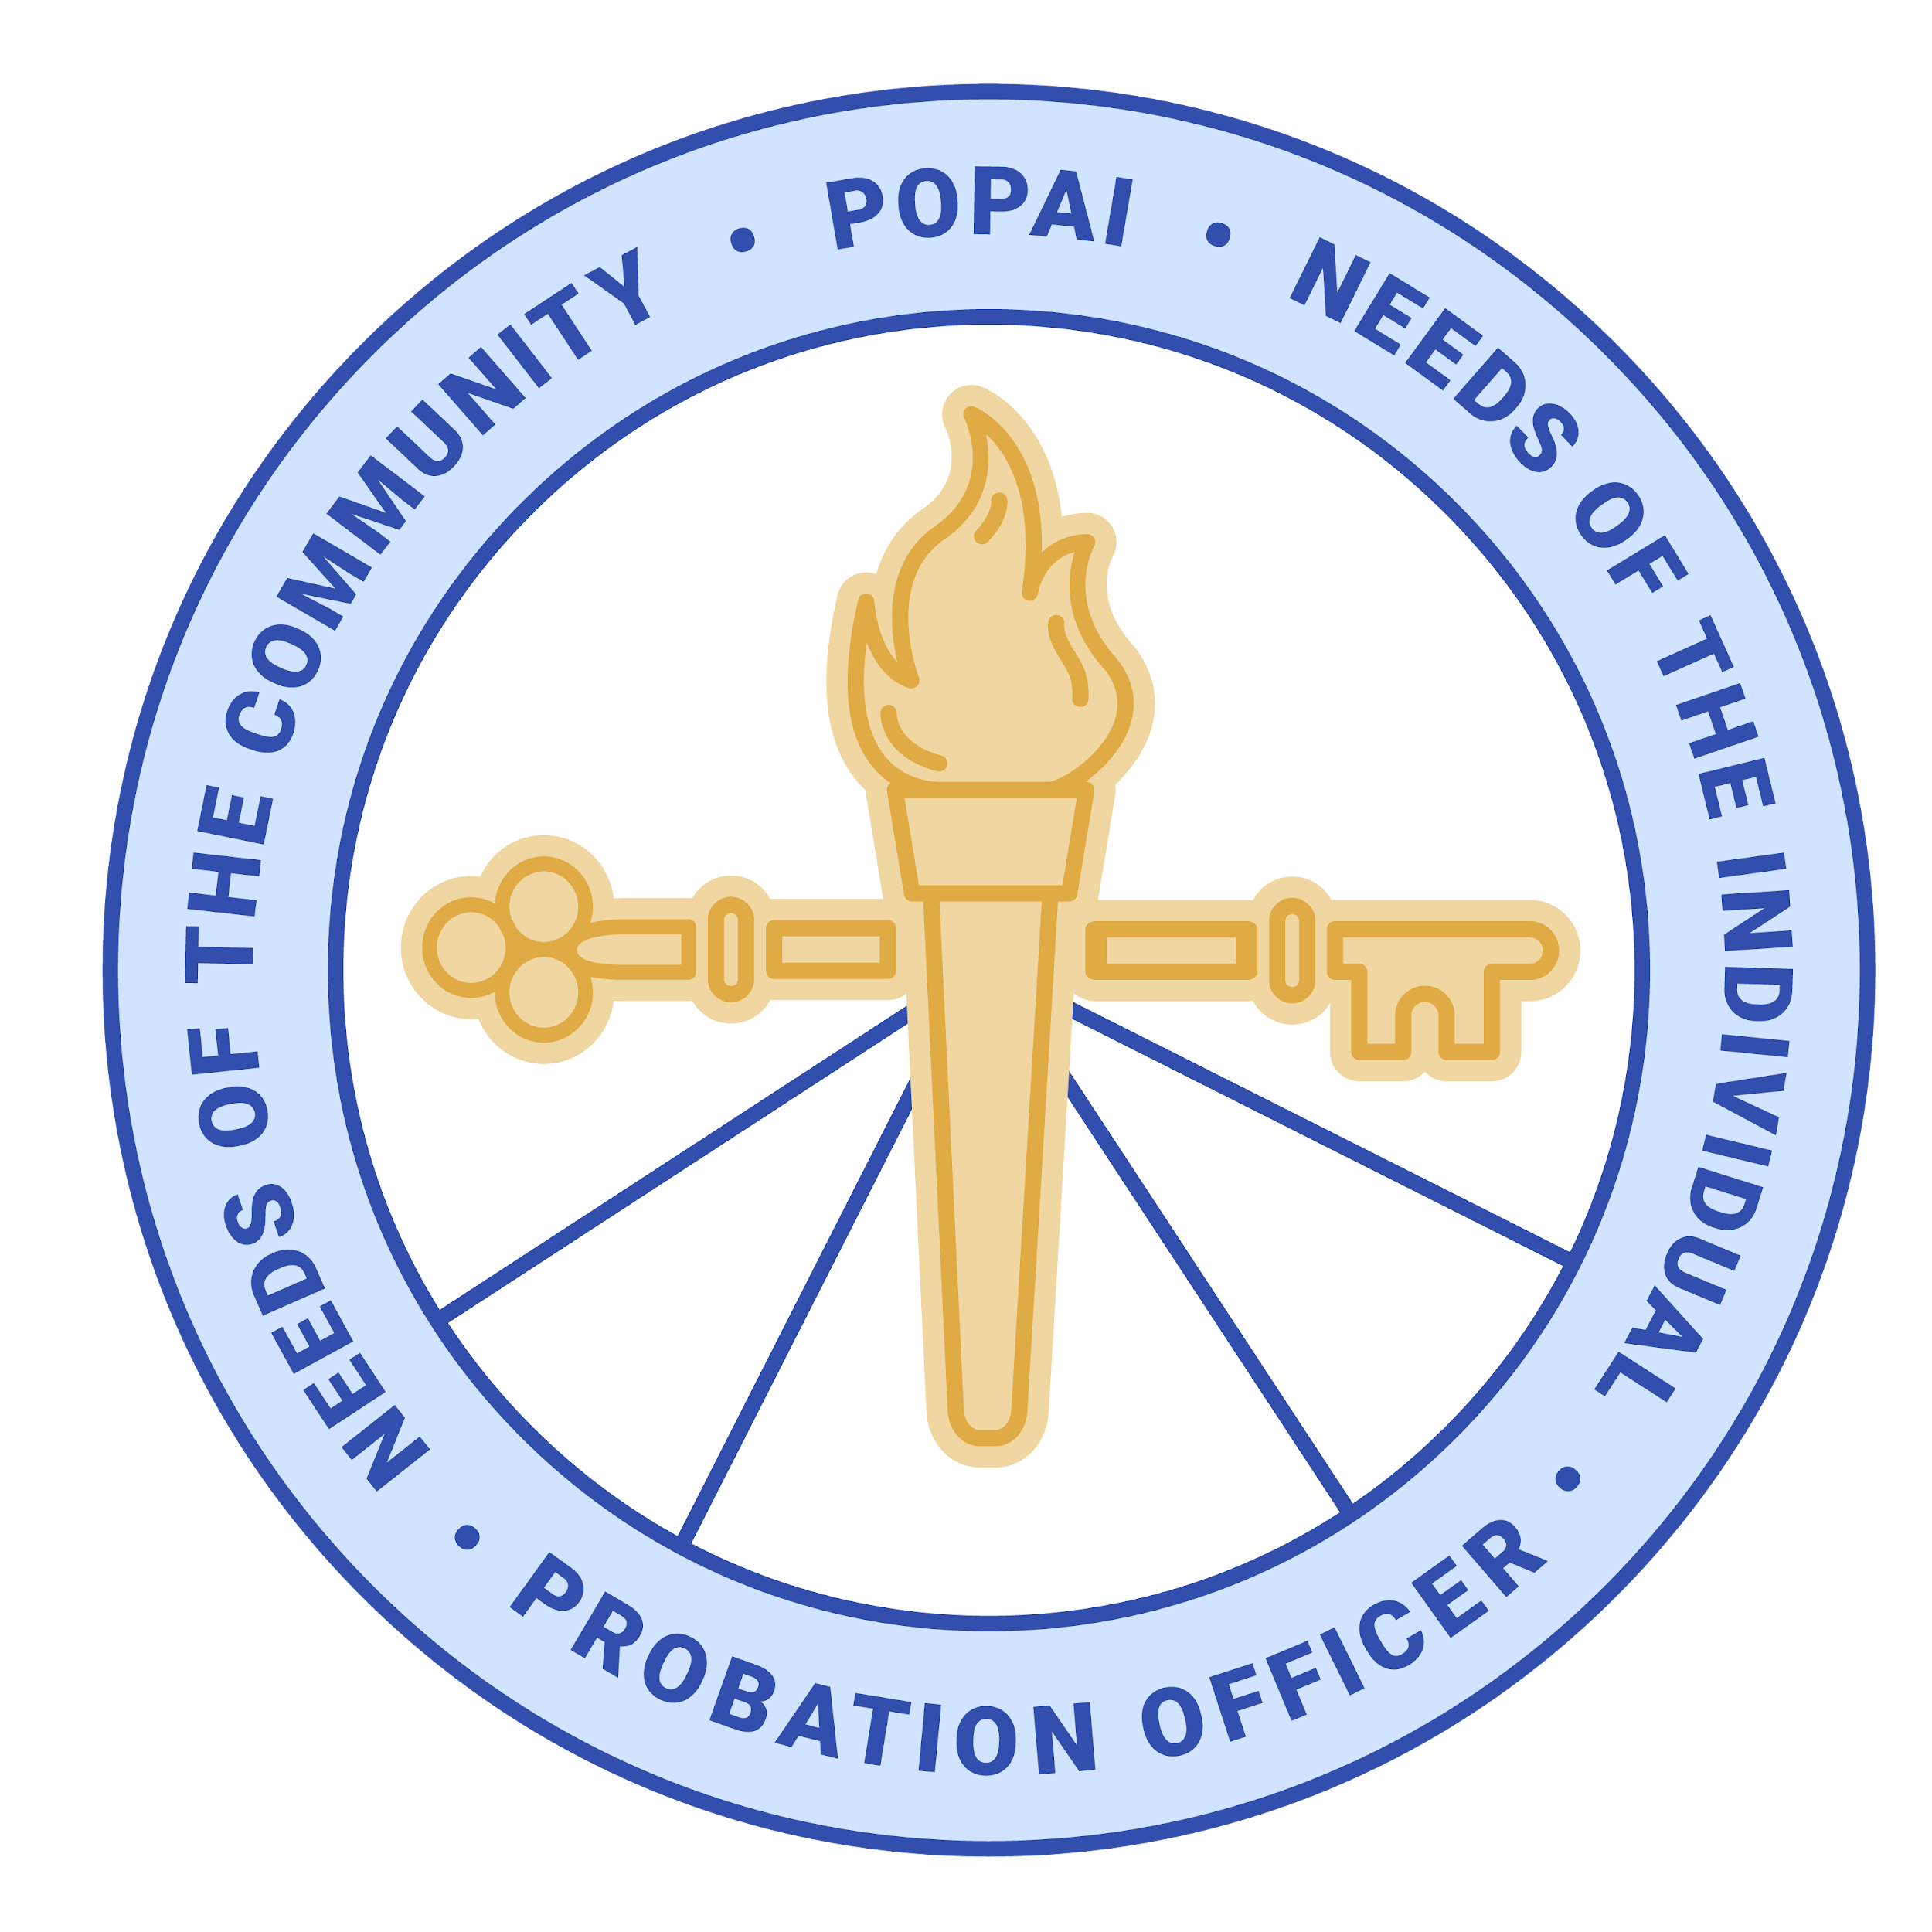 POPAI
NEEDS OF THE INDIVIDUAL
PROBATION OFFICER
NEEDS OF THE COMMUNITY